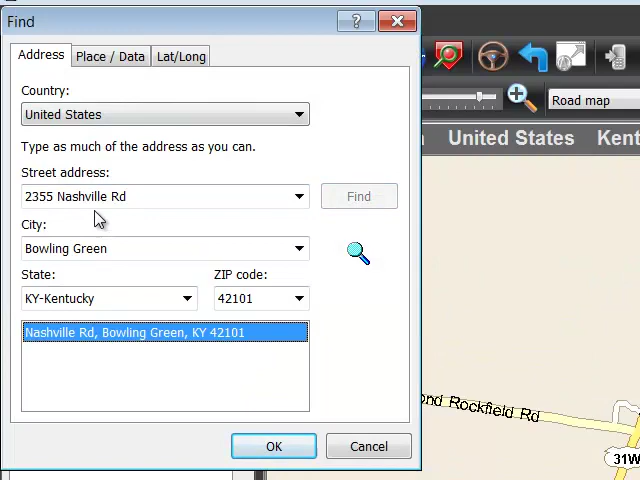 Find
Address
Place / Data
Lat/Long
Country:
United States
Type as much of the address as you can.
Street address:
2355 Nashville Rd
Find
City:
Bowling Green
State:
ZIP code:
KY-Kentucky
42101
Nashville Rd, Bowling Green, KY 42101
OK
Cancel
Road map
United States
Kent
ond Rockfield Rd
31W